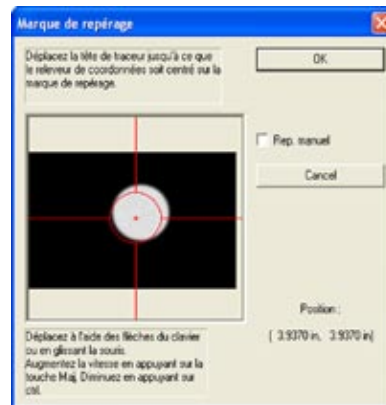 Marque de repérage
Déplacez la tête de traceur jusqu'à ce que
le releveur de coordonnées soit centré sur la
marque de repérage.
OK
Rep. manuel
Cancel
Position :
( 3.9370 in, 3.9370 in)
Déplacez à l'aide des flèches du clavier
ou en glissant la souris.
Augmentez la vitesse en appuyant sur la
touche Maj. Diminuez en appuyant sur
ctrl.